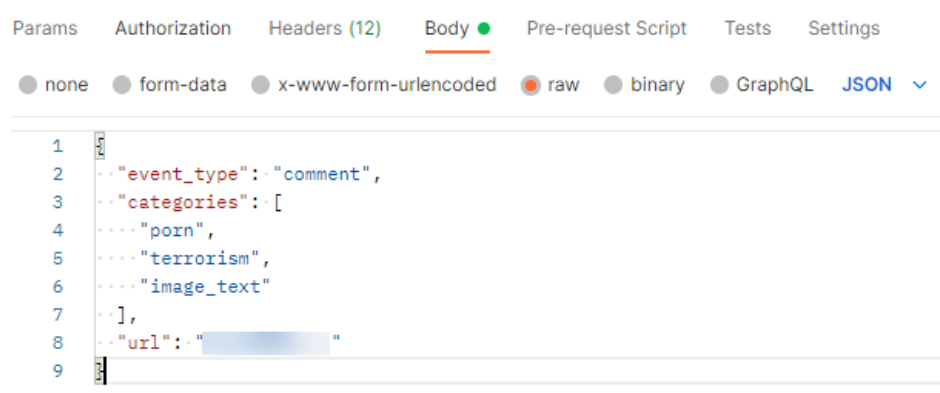 Params Authorization Headers (12) Body Pre-request Script Tests Settings
none form-data x-www-form-urlencoded raw binary GraphQL JSON
1 {
2 "event_type": "comment",
3 "categories": [
4 "porn",
5 "terrorism",
6 "image_text"
7 ],
8 "url": " "
9 }